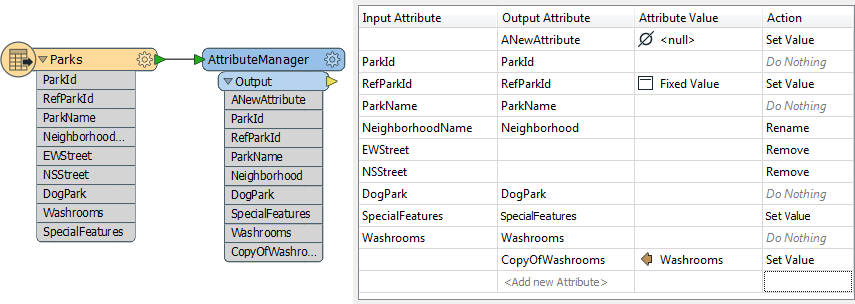 Parks
ParkId
RefParkId
ParkName
Neighborhood...
EWStreet
NSStreet
DogPark
Washrooms
SpecialFeatures
AttributeManager
Output
ANewAttribute
ParkId
RefParkId
ParkName
Neighborhood
DogPark
SpecialFeatures
Washrooms
CopyOfWashro...
Input Attribute Output Attribute Attribute Value Action
ANewAttribute <null> Set Value
ParkId ParkId Do Nothing
RefParkId RefParkId Fixed Value Set Value
ParkName ParkName Do Nothing
NeighborhoodName Neighborhood Rename
EWStreet Remove
NSStreet Remove
DogPark DogPark Do Nothing
SpecialFeatures SpecialFeatures Set Value
Washrooms Washrooms Do Nothing
CopyOfWashrooms Washrooms Set Value
<Add new Attribute>